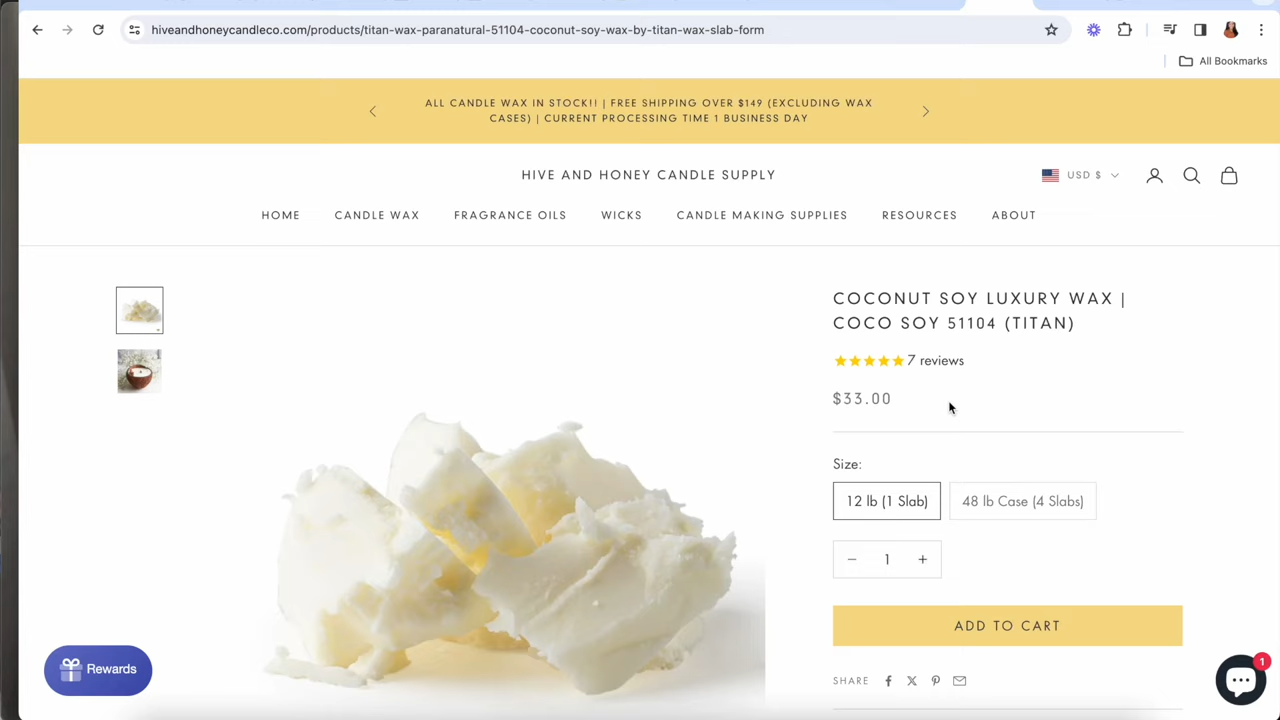 hiveandhoneycandleco.com/products/titan-wax-paranatural-51104-coconut-soy-wax-by-titan-wax-slab-form
All Bookmarks
ALL CANDLE WAX IN STOCK!! | FREE SHIPPING OVER $149 (EXCLUDING WAX
CASES) | CURRENT PROCESSING TIME 1 BUSINESS DAY
HIVE AND HONEY CANDLE SUPPLY
USD $
HOME CANDLE WAX FRAGRANCE OILS WICKS CANDLE MAKING SUPPLIES RESOURCES ABOUT
COCONUT SOY LUXURY WAX |
COCO SOY 51104 (TITAN)
7 reviews
$33.00
Size:
12 lb (1 Slab) 48 lb Case (4 Slabs)
− 1 +
ADD TO CART
SHARE
Rewards
1